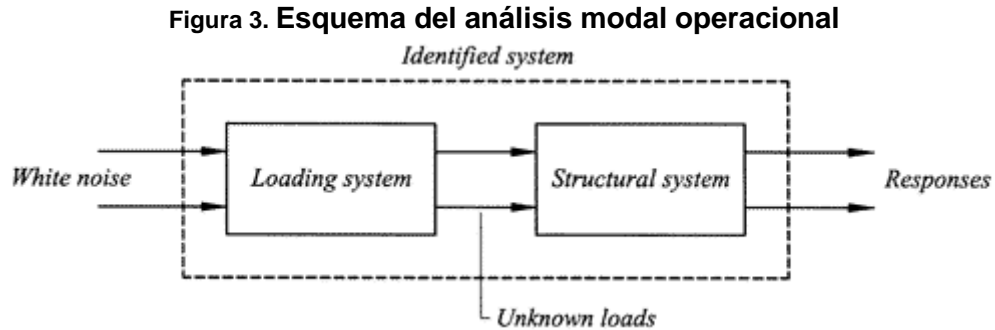 Figura 3. Esquema del análisis modal operacional
Identified system
White noise
Loading system
Structural system
Responses
Unknown loads